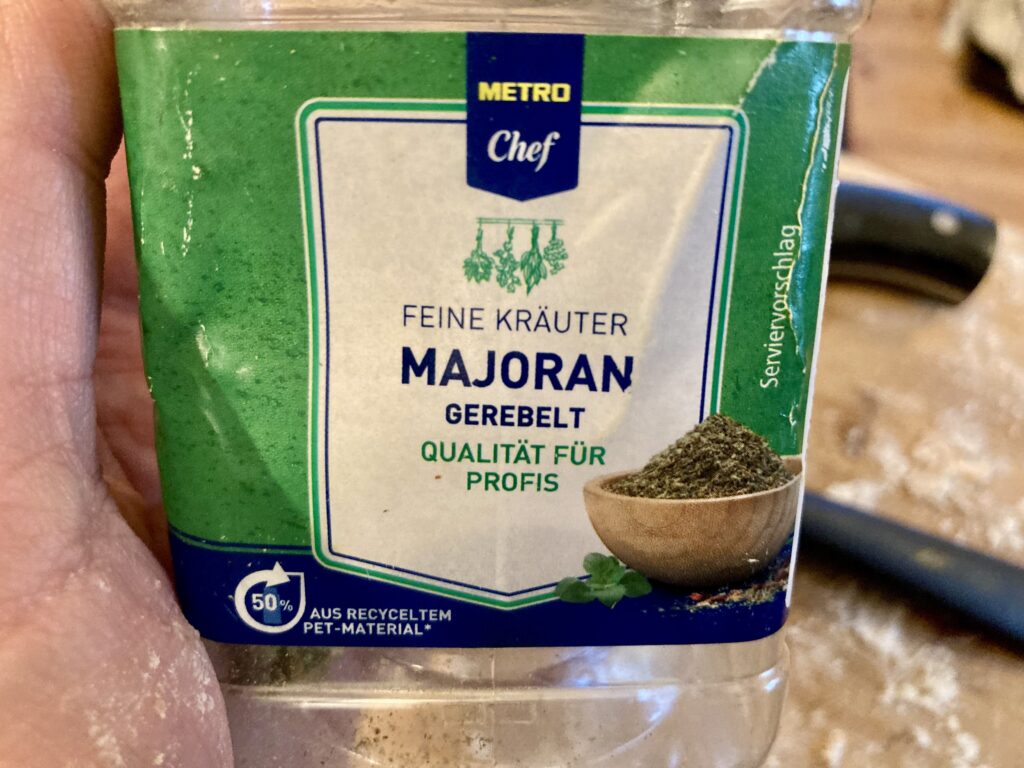 METRO
Chef
FEINE KRÄUTER
MAJORAN
GEREBELT
QUALITÄT FÜR
PROFIS
Serviervorschlag
50%
AUS RECYCELTEM
PET-MATERIAL*